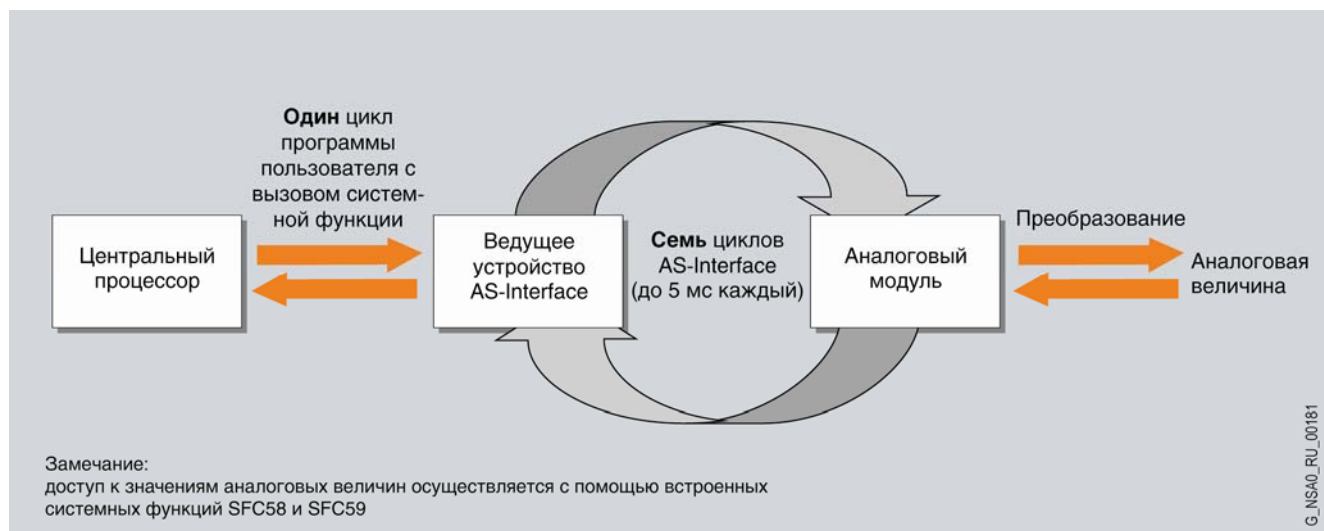 Один цикл
программы
пользователя с
вызовом систем-
ной функции
Центральный
процессор
Ведущее
устройство
AS-Interface
Семь циклов
AS-Interface
(до 5 мс каждый)
Аналоговый
модуль
Преобразование
Аналоговая
величина
Замечание:
доступ к значениям аналоговых величин осуществляется с помощью встроенных
системных функций SFC58 и SFC59
G_NSA0_RU_00181